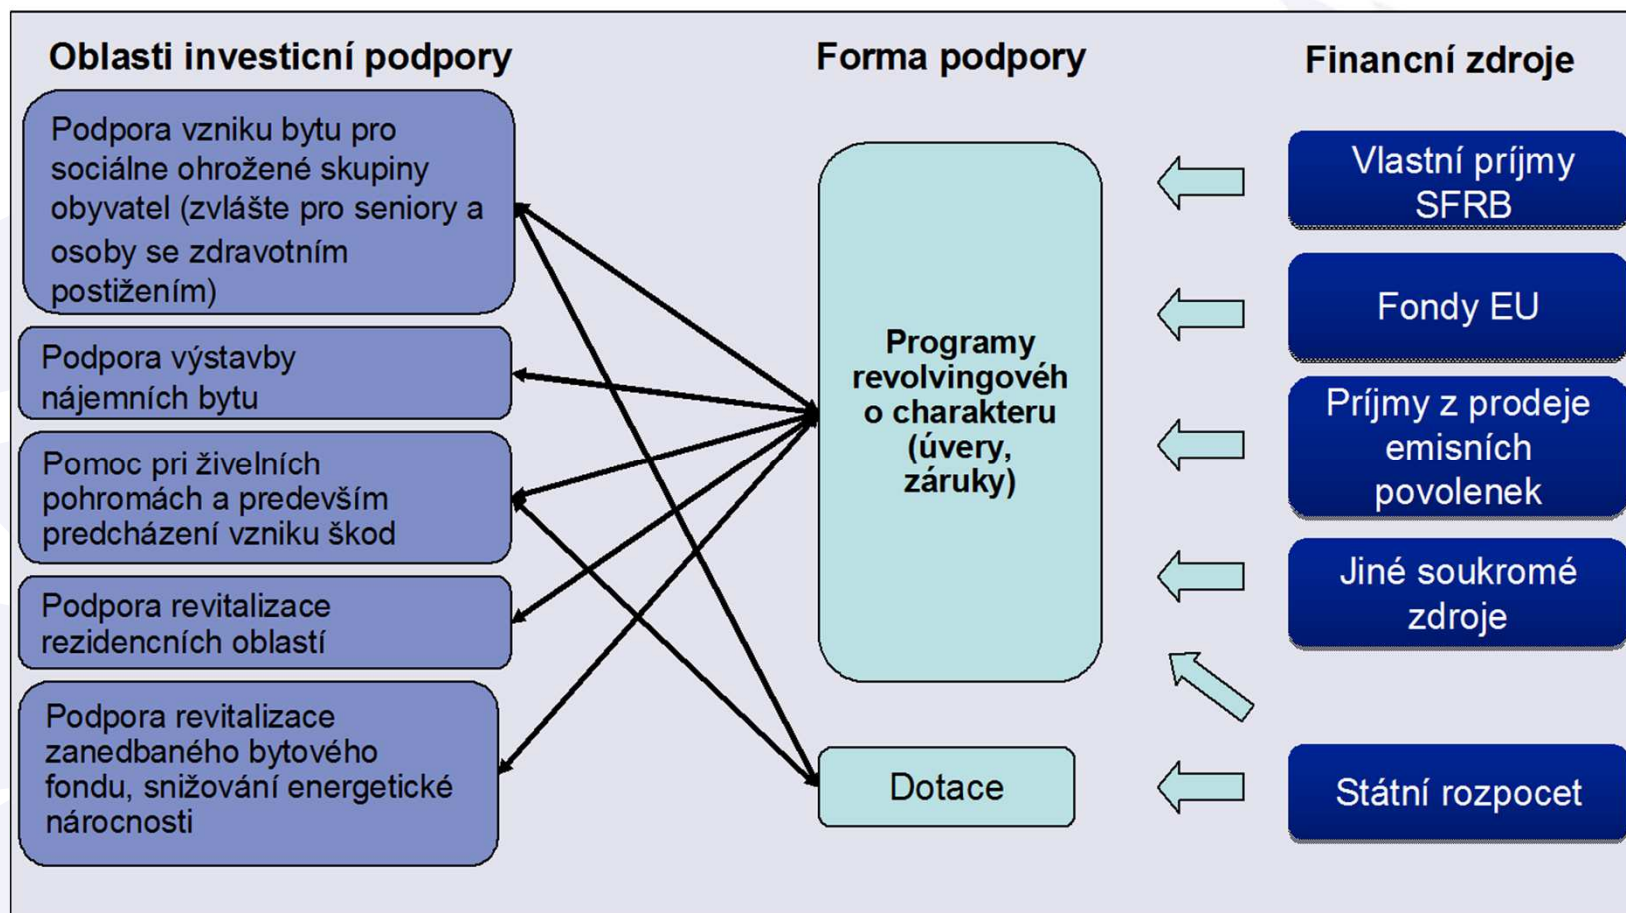 Oblasti investicní podpory
Podpora vzniku bytu pro
sociálne ohrožené skupiny
obyvatel (zvlášte pro seniory a
osoby se zdravotním
postižením)
Podpora výstavby
nájemních bytu
Pomoc pri živelních
pohromách a predevším
predcházení vzniku škod
Podpora revitalizace
rezidencních oblastí
Podpora revitalizace
zanedbaného bytového
fondu, snižování energetické
nárocnosti
Forma podpory
Programy
revolvingovéh
o charakteru
(úvery,
záruky)
Dotace
Financní zdroje
Vlastní príjmy
SFRB
Fondy EU
Príjmy z prodeje
emisních
povolenek
Jiné soukromé
zdroje
Státní rozpocet